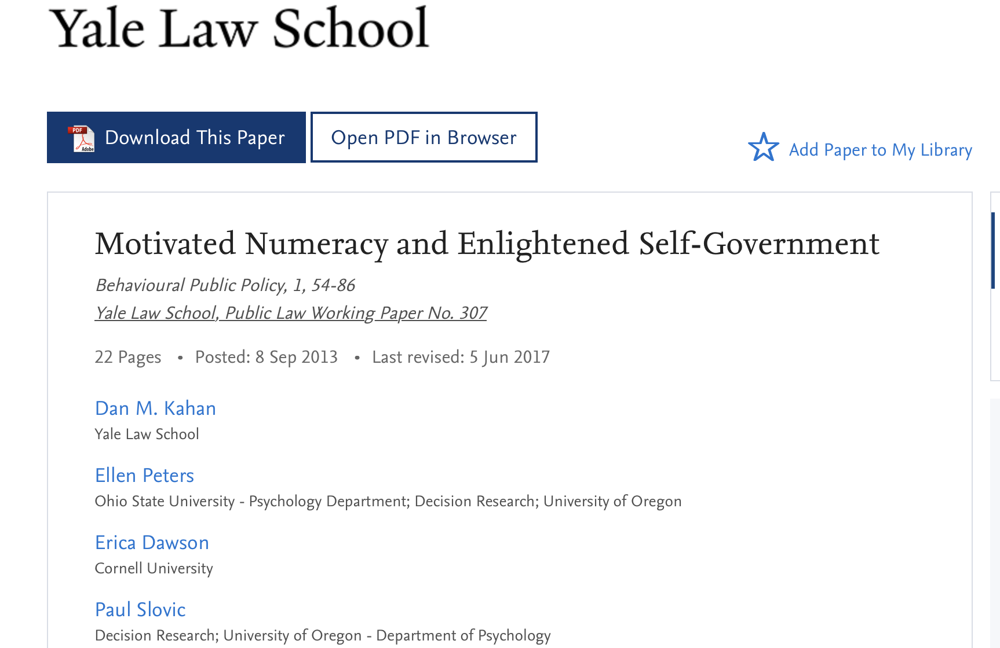 Yale Law School
PDF
Adobe
Download This Paper
Open PDF in Browser
Add Paper to My Library
Motivated Numeracy and Enlightened Self-Government
Behavioural Public Policy, 1, 54-86
Yale Law School, Public Law Working Paper No. 307
22 Pages • Posted: 8 Sep 2013 • Last revised: 5 Jun 2017
Dan M. Kahan
Yale Law School
Ellen Peters
Ohio State University - Psychology Department; Decision Research; University of Oregon
Erica Dawson
Cornell University
Paul Slovic
Decision Research; University of Oregon - Department of Psychology